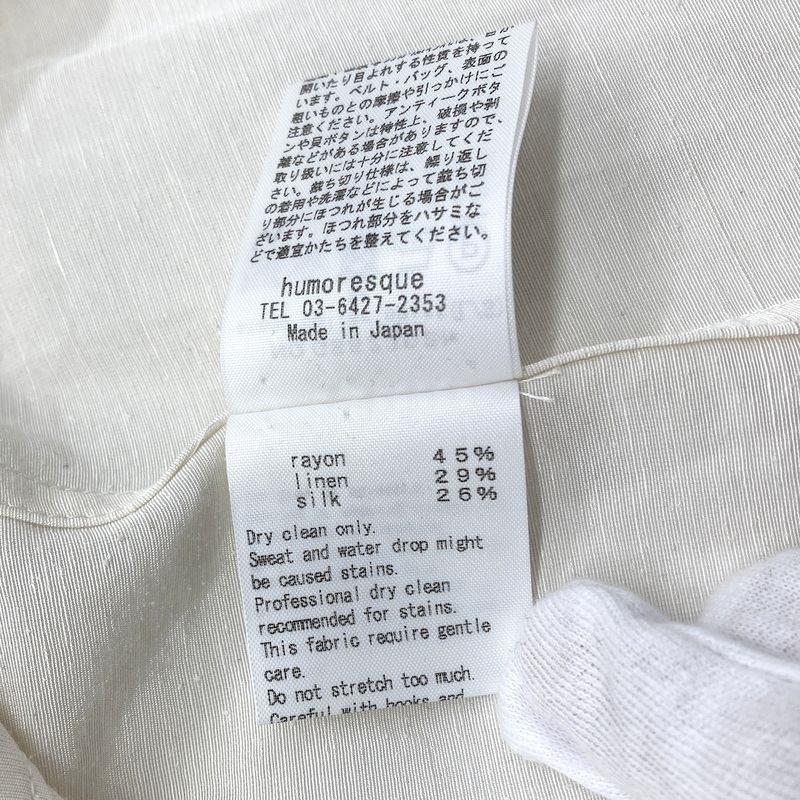 開いたり目よれする性質を持って
います。ベルト・バッグ、表面の
粗いものとの摩擦や引っかけにご
注意ください。アンティークボタ
ンや貝ボタンは特性上、破損や剥
離などがある場合がありますので、
取り扱いには十分に注意してくだ
さい。裁ち切り仕様は、繰り返し
の着用や洗濯などによって裁ち切
り部分にほつれが生じる場合がご
ざいます。ほつれ部分をハサミな
どで適宜かたちを整えてください。
humoresque
TEL 03-6427-2353
Made in Japan
rayon 45%
linen 29%
silk 26%
Dry clean only.
Sweat and water drop might
be caused stains.
Professional dry clean
recommended for stains.
This fabric require gentle
care.
Do not stretch too much.
Careful with hooks and